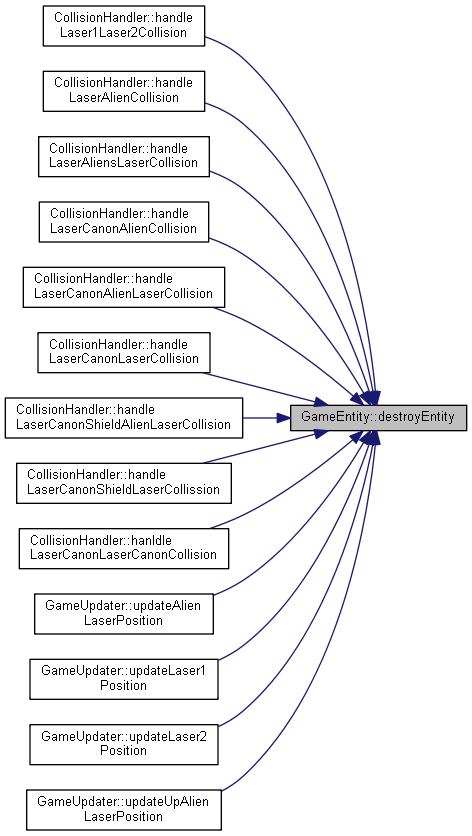 CollisionHandler::handle
Laser1Laser2Collision
CollisionHandler::handle
LaserAlienCollision
CollisionHandler::handle
LaserAliensLaserCollision
CollisionHandler::handle
LaserCanonAlienCollision
CollisionHandler::handle
LaserCanonAlienLaserCollision
CollisionHandler::handle
LaserCanonLaserCollision
CollisionHandler::handle
LaserCanonShieldAlienLaserCollision
CollisionHandler::handle
LaserCanonShieldLaserCollission
CollisionHandler::hanldle
LaserCanonLaserCanonCollision
GameUpdater::updateAlien
LaserPosition
GameUpdater::updateLaser1
Position
GameUpdater::updateLaser2
Position
GameUpdater::updateUpAlien
LaserPosition
GameEntity::destroyEntity